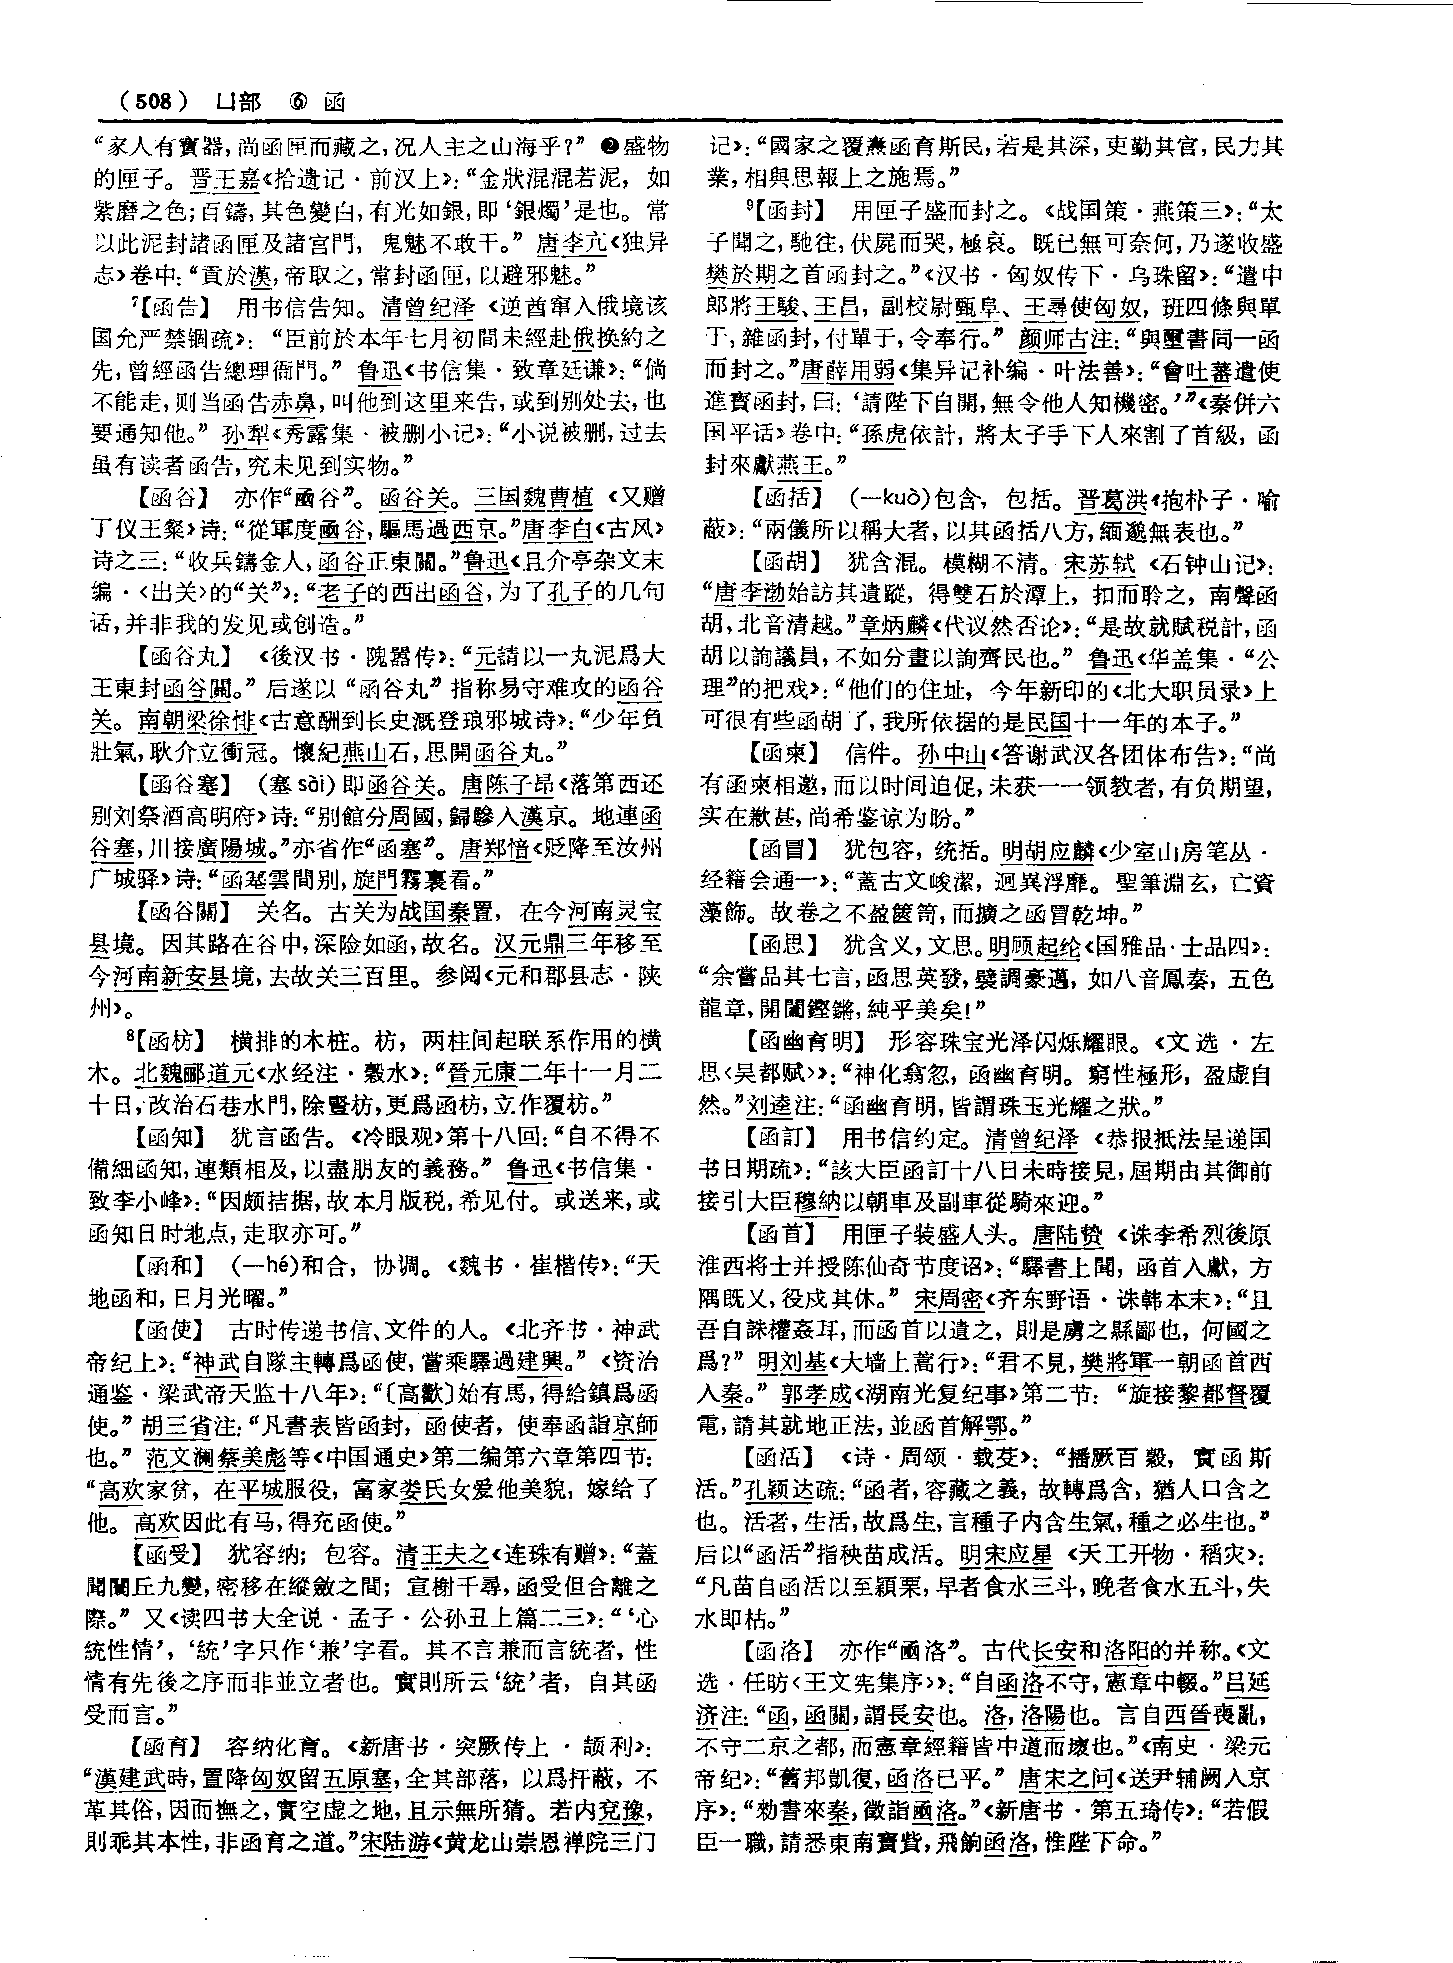 （508） 凵部 ⑥ 函
“家人有寶器，尚函匣而藏之，况人主之山海乎？”❷盛物
的匣子。晋王嘉《拾遗记·前汉上》：“金狀混混若泥，如
紫磨之色；百鑄，其色變白，有光如銀，即‘銀燭’是也。常
以此泥封諸函匣及諸宫門，鬼魅不敢干。”唐李亢《独异
志》卷中：“貢於漢，帝取之，常封函匣，以避邪魅。”
7【函告】 用书信告知。清曾纪泽《逆酋窜入俄境该
国允严禁锢疏》：“臣前於本年七月初間未經赴俄换約之
先，曾經函告總理衙門。”鲁迅《书信集·致章廷谦》：“倘
不能走，则当函告赤鼻，叫他到这里来告，或到别处去，也
要通知他。”孙犁《秀露集·被删小记》：“小说被删，过去
虽有读者函告，究未见到实物。”
【函谷】 亦作“圅谷”。函谷关。三国魏曹植《又赠
丁仪王粲》诗：“從軍度圅谷，驅馬過西京。”唐李白《古风》
诗之三：“收兵鑄金人，函谷正東關。”鲁迅《且介亭杂文末
编·〈出关〉的“关”》：“老子的西出函谷，为了孔子的几句
话，并非我的发见或创造。”
【函谷丸】 《後汉书·隗嚣传》：“元請以一丸泥爲大
王東封函谷關。”后遂以“函谷丸”指称易守难攻的函谷
关。南朝梁徐悱《古意酬到长史溉登琅邪城诗》：“少年負
壯氣，耿介立衝冠。懷紀燕山石，思開函谷丸。”
【函谷塞】 （塞 sài）即函谷关。唐陈子昂《落第西还
别刘祭酒高明府》诗：“别館分周國，歸驂入漢京。地連函
谷塞，川接廣陽城。”亦省作“函塞”。唐郑愔《贬降至汝州
广城驿》诗：“函塞雲間别，旋門霧裏看。”
【函谷關】 关名。古关为战国秦置，在今河南灵宝
县境。因其路在谷中，深险如函，故名。汉元鼎三年移至
今河南新安县境，去故关三百里。参阅《元和郡县志·陕
州》。
8【函枋】 横排的木桩。枋，两柱间起联系作用的横
木。北魏郦道元《水经注·穀水》：“晉元康二年十一月二
十日，改治石巷水門，除豎枋，更爲函枋，立作覆枋。”
【函知】 犹言函告。《冷眼观》第十八回：“自不得不
備細函知，連類相及，以盡朋友的義務。”鲁迅《书信集·
致李小峰》：“因颇拮据，故本月版税，希见付。或送来，或
函知日时地点，走取亦可。”
【函和】 （—hé）和合，协调。《魏书·崔楷传》：“天
地函和，日月光曜。”
【函使】 古时传递书信、文件的人。《北齐书·神武
帝纪上》：“神武自隊主轉爲函使，嘗乘驛過建興。”《资治
通鉴·梁武帝天监十八年》：“〔高歡〕始有馬，得給鎮爲函
使。”胡三省注：“凡書表皆函封，函使者，使奉函詣京師
也。”范文澜蔡美彪等《中国通史》第二编第六章第四节：
“高欢家贫，在平城服役，富家娄氏女爱他美貌，嫁给了
他。高欢因此有马，得充函使。”
【函受】 犹容纳；包容。清王夫之《连珠有赠》：“蓋
聞闤丘九變，密移在縱斂之間；宣榭千尋，函受但合離之
際。”又《读四书大全说·孟子·公孙丑上篇二三》：“‘心
統性情’，‘統’字只作‘兼’字看。其不言兼而言統者，性
情有先後之序而非並立者也。實則所云‘統’者，自其函
受而言。”
【函育】 容纳化育。《新唐书·突厥传上·颉利》：
“漢建武時，置降匈奴留五原塞，全其部落，以爲扞蔽，不
革其俗，因而撫之，實空虚之地，且示無所猜。若内兗豫，
則乖其本性，非函育之道。”宋陆游《黄龙山崇恩禅院三门
记》：“國家之覆燾函育斯民，若是其深，吏勤其官，民力其
業，相與思報上之施焉。”
9【函封】 用匣子盛而封之。《战国策·燕策三》：“太
子聞之，馳往，伏屍而哭，極哀。既已無可奈何，乃遂收盛
樊於期之首函封之。”《汉书·匈奴传下·乌珠留》：“遣中
郎將王駿、王昌，副校尉甄阜、王尋使匈奴，班四條與單
于，雜函封，付單于，令奉行。”颜师古注：“與璽書同一函
而封之。”唐薛用弱《集异记补编·叶法善》：“會吐蕃遣使
進寶函封，曰：‘請陛下自開，無令他人知機密。’”《秦併六
国平话》卷中：“孫虎依計，將太子手下人來割了首級，函
封來獻燕王。”
【函括】 （—kuò）包含，包括。晋葛洪《抱朴子·喻
蔽》：“兩儀所以稱大者，以其函括八方，緬邈無表也。”
【函胡】 犹含混。模糊不清。宋苏轼《石钟山记》：
“唐李渤始訪其遺蹤，得雙石於潭上，扣而聆之，南聲函
胡，北音清越。”章炳麟《代议然否论》：“是故就賦税計，函
胡以詢議員，不如分畫以詢齊民也。”鲁迅《华盖集·“公
理”的把戏》：“他们的住址，今年新印的《北大职员录》上
可很有些函胡了，我所依据的是民国十一年的本子。”
【函柬】 信件。孙中山《答谢武汉各团体布告》：“尚
有函柬相邀，而以时间迫促，未获一一领教者，有负期望，
实在歉甚，尚希鉴谅为盼。”
【函冒】 犹包容，统括。明胡应麟《少室山房笔丛·
经籍会通一》：“蓋古文峻潔，迥異浮靡。聖筆淵玄，亡資
藻飾。故卷之不盈篋笥，而擴之函冒乾坤。”
【函思】 犹含义，文思。明顾起纶《国雅品·士品四》：
“余嘗品其七言，函思英發，襞調豪邁，如八音鳳奏，五色
龍章，開闔鏗鏘，純乎美矣！”
【函幽育明】 形容珠宝光泽闪烁耀眼。《文选·左
思〈吴都赋〉》：“神化翕忽，函幽育明。窮性極形，盈虚自
然。”刘逵注：“函幽育明，皆謂珠玉光耀之狀。”
【函訂】 用书信约定。清曾纪泽《恭报抵法呈递国
书日期疏》：“該大臣函訂十八日未時接見，屆期由其御前
接引大臣穆納以朝車及副車從騎來迎。”
【函首】 用匣子装盛人头。唐陆贽《诛李希烈後原
淮西将士并授陈仙奇节度诏》：“驛書上聞，函首入獻，方
隅既乂，役戍其休。”宋周密《齐东野语·诛韩本末》：“且
吾自誅權姦耳，而函首以遺之，則是虜之縣鄙也，何國之
爲？”明刘基《大墙上蒿行》：“君不見，樊將軍一朝函首西
入秦。”郭孝成《湖南光复纪事》第二节：“旋接黎都督覆
電，請其就地正法，並函首解鄂。”
【函活】 《诗·周颂·载芟》：“播厥百穀，實函斯
活。”孔颖达疏：“函者，容藏之義，故轉爲含，猶人口含之
也。活者，生活，故爲生，言種子内含生氣，種之必生也。”
后以“函活”指秧苗成活。明宋应星《天工开物·稻灾》：
“凡苗自函活以至穎栗，早者食水三斗，晚者食水五斗，失
水即枯。”
【函洛】 亦作“圅洛”。古代长安和洛阳的并称。《文
选·任昉〈王文宪集序〉》：“自函洛不守，憲章中輟。”吕延
济注：“函，函關，謂長安也。洛，洛陽也。言自西晉喪亂，
不守二京之都，而憲章經籍皆中道而壞也。”《南史·梁元
帝纪》：“舊邦凱復，函洛已平。”唐宋之问《送尹辅阙入京
序》：“勑書來秦，徵詣圅洛。”《新唐书·第五琦传》：“若假
臣一職，請悉東南寶貲，飛餉函洛，惟陛下命。”